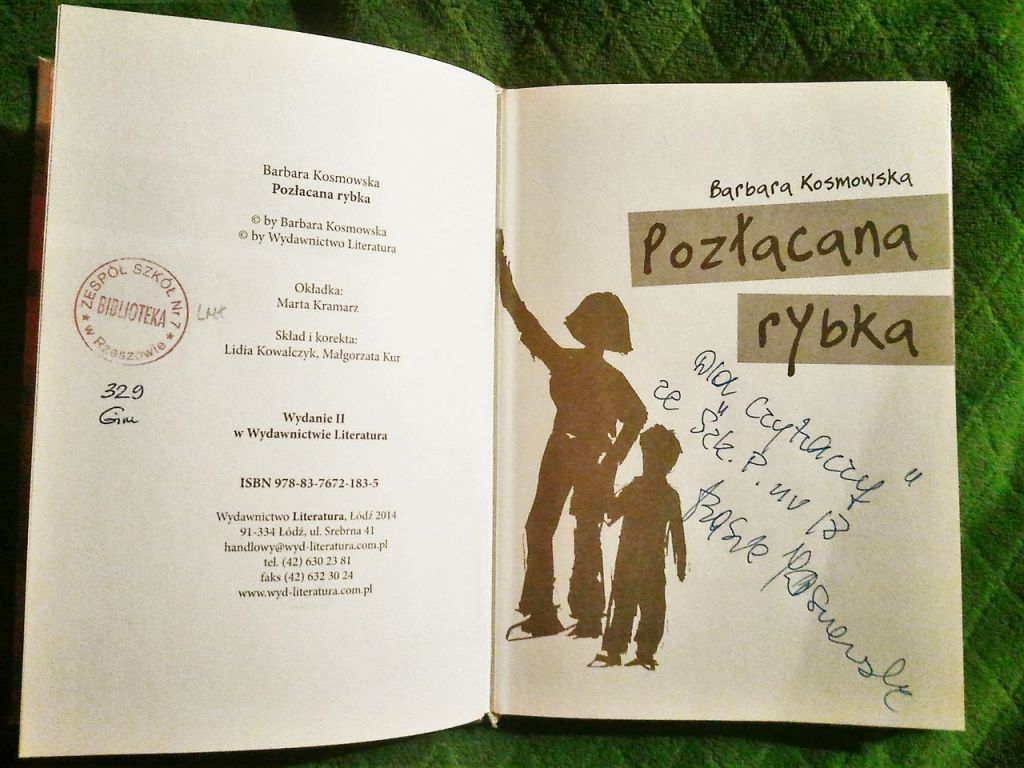 Barbara Kosmowska
Pozłacana rybka
© by Barbara Kosmowska
© by Wydawnictwo Literatura
ZESPÓŁ SZKÓŁ Nr 7
BIBLIOTEKA
w Rzeszowie
Okładka:
Marta Kramarz
Skład i korekta:
Lidia Kowalczyk, Małgorzata Kur
329
Gim
Wydanie II
w Wydawnictwie Literatura
ISBN 978-83-7672-183-5
Wydawnictwo Literatura, Łódź 2014
91-334 Łódź, ul. Srebrna 41
handlowy@wyd-literatura.com.pl
tel. (42) 630 23 81
faks (42) 632 30 24
www.wyd-literatura.com.pl
Barbara Kosmowska
Pozłacana
rybka
Dla "czytaczy"
ze Szk. P. nr
Basia Kosmowska